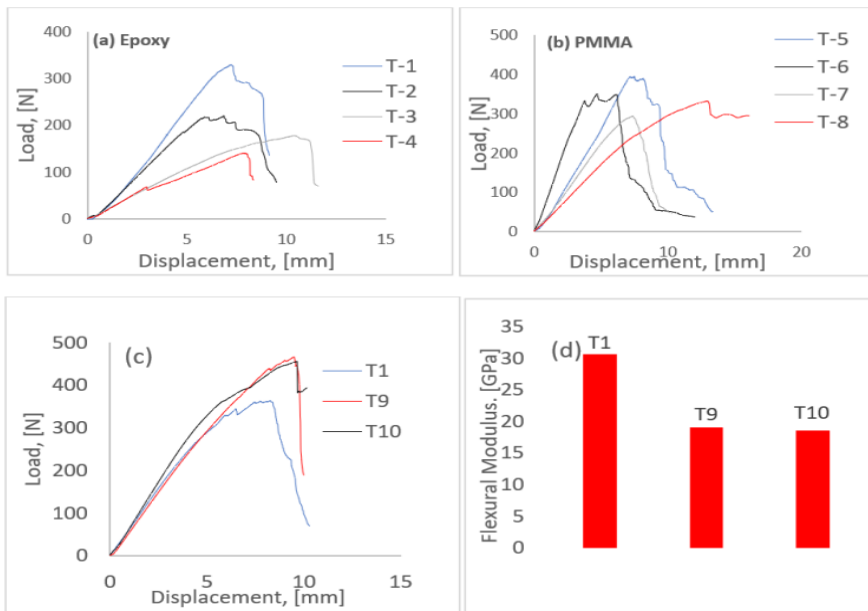 (a) Epoxy
400
300
200
100
0
0 5 10 15
Load, [N]
Displacement, [mm]
T-1
T-2
T-3
T-4
(b) PMMA
500
400
300
200
100
0
0 10 20
Load, [N]
Displacement, [mm]
T-5
T-6
T-7
T-8
(c)
500
400
300
200
100
0
0 5 10 15
Load, [N]
Displacement, [mm]
T1
T9
T10
(d)
35
30
25
20
15
10
5
0
Flexural Modulus. [GPa]
T1
T9
T10